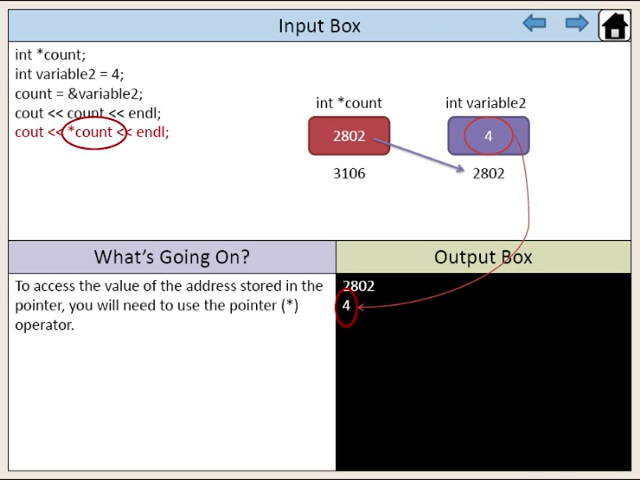 Input Box
int *count;
int variable2 = 4;
count = &variable2;
cout << count << endl;
cout << *count << endl;
int *count
int variable2
2802
4
3106
2802
What's Going On?
Output Box
To access the value of the address stored in the
pointer, you will need to use the pointer (*)
operator.
2802
4